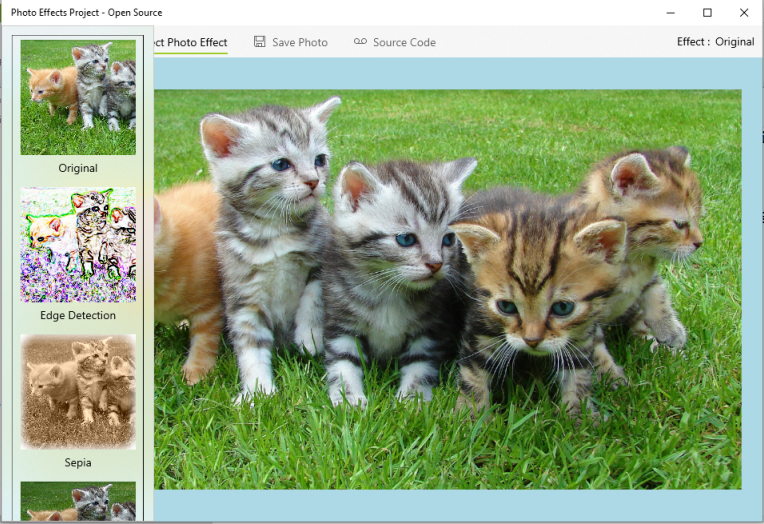 Photo Effects Project - Open Source
ct Photo Effect
Save Photo
Source Code
Effect : Original
Original
Edge Detection
Sepia